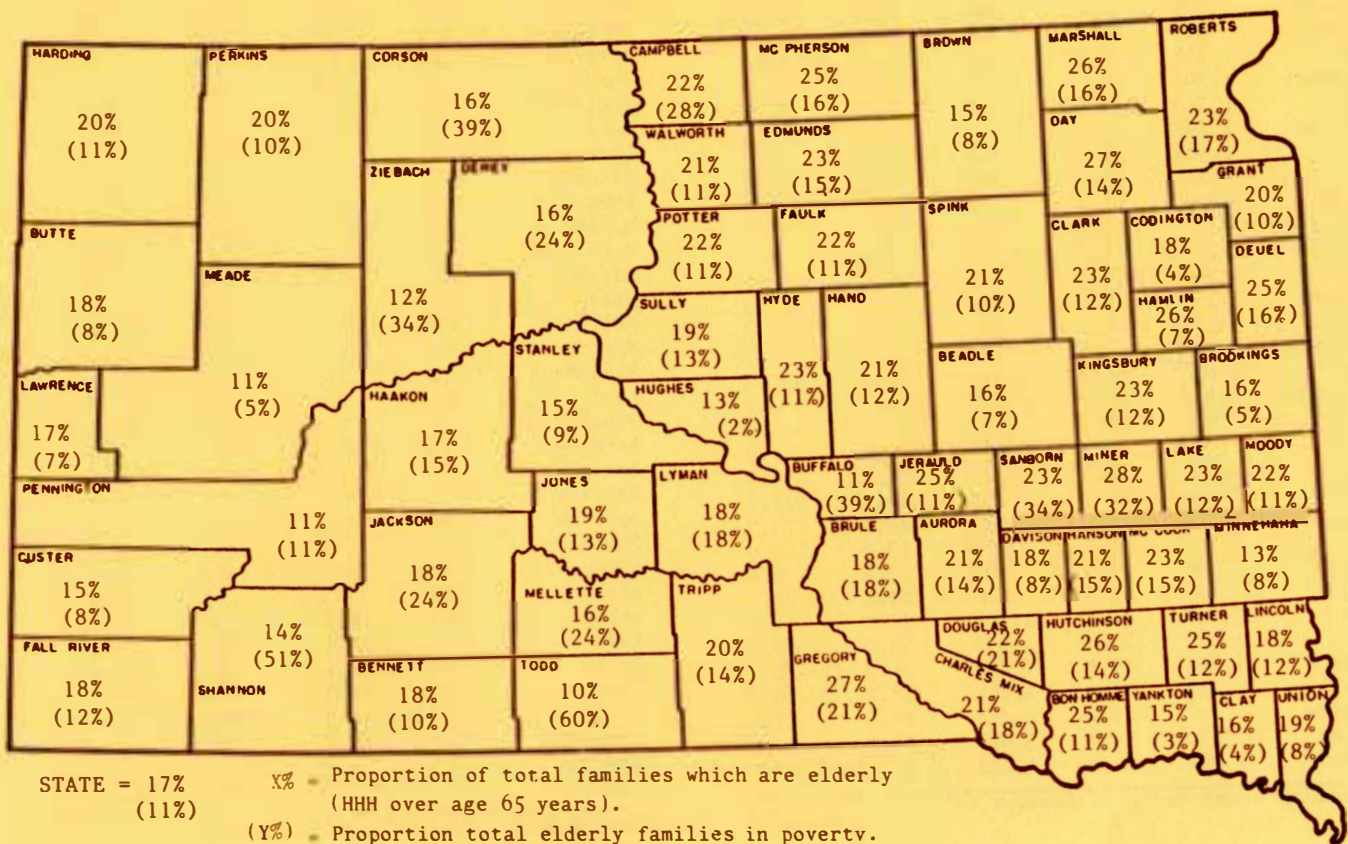 HARDING
20%
(11%)
PERKINS
20%
(10%)
CORSON
16%
(39%)
CAMPBELL
22%
(28%)
MC PHERSON
25%
(16%)
BROWN
15%
(8%)
MARSHALL
26%
(16%)
ROBERTS
23%
(17%)
WALWORTH
21%
(11%)
EDMUNDS
23%
(15%)
DAY
27%
(14%)
GRANT
20%
(10%)
ZIEBACH
12%
(34%)
DEWEY
16%
(24%)
POTTER
22%
(11%)
FAULK
22%
(11%)
SPINK
21%
(10%)
CLARK
23%
(12%)
CODINGTON
18%
(4%)
DEUEL
25%
(16%)
HAMLIN
26%
(7%)
BUTTE
18%
(8%)
MEADE
11%
(5%)
SULLY
19%
(13%)
HYDE
23%
(11%)
HAND
21%
(12%)
STANLEY
15%
(9%)
HUGHES
13%
(2%)
BEADLE
16%
(7%)
KINGSBURY
23%
(12%)
BROOKINGS
16%
(5%)
LAWRENCE
17%
(7%)
HAAKON
17%
(15%)
PENNINGTON
11%
(11%)
JONES
19%
(13%)
LYMAN
18%
(18%)
BUFFALO
11%
(39%)
JERAULD
25%
(11%)
SANBORN
23%
(34%)
MINER
28%
(32%)
LAKE
23%
(12%)
MOODY
22%
(11%)
JACKSON
18%
(24%)
BRULE
18%
(18%)
AURORA
21%
(14%)
DAVISON
18%
(8%)
HANSON
21%
(15%)
MC COOK
23%
(15%)
MINNEHAHA
13%
(8%)
CUSTER
15%
(8%)
MELLETTE
16%
(24%)
TRIPP
20%
(14%)
FALL RIVER
18%
(12%)
SHANNON
14%
(51%)
BENNETT
18%
(10%)
TODD
10%
(60%)
GREGORY
27%
(21%)
CHARLES MIX
21%
(18%)
DOUGLAS
22%
(21%)
HUTCHINSON
26%
(14%)
TURNER
25%
(12%)
LINCOLN
18%
(12%)
BON HOMME
25%
(11%)
YANKTON
15%
(3%)
CLAY
16%
(4%)
UNION
19%
(8%)
STATE = 17%
(11%)
X% = Proportion of total families which are elderly
(HHH over age 65 years).
(Y%) = Proportion total elderly families in poverty.